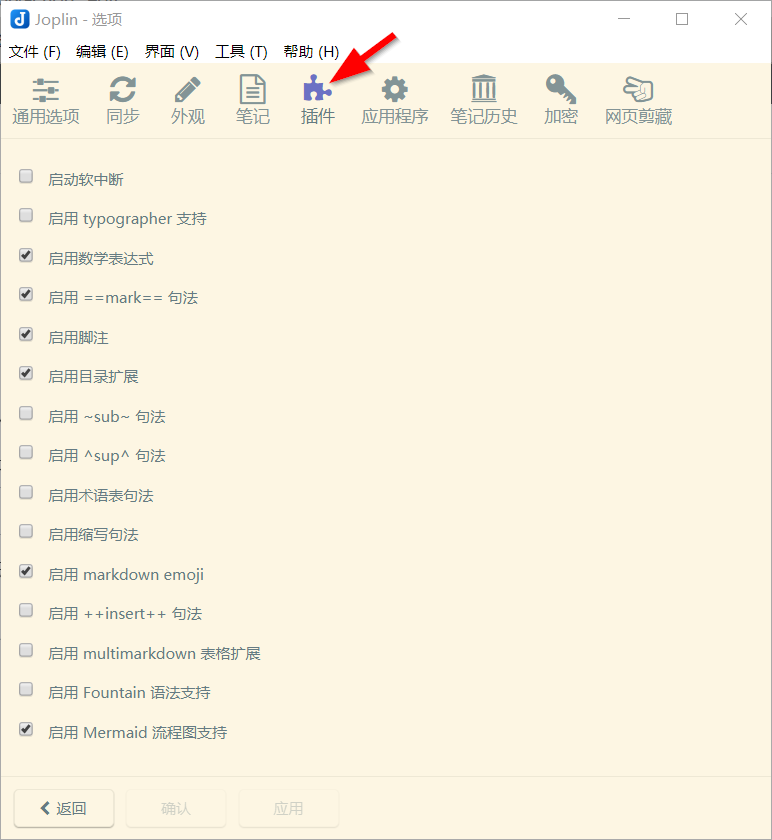 Joplin - 选项
文件 (F) 编辑 (E) 界面 (V) 工具 (T) 帮助 (H)
通用选项 同步 外观 笔记 插件 应用程序 笔记历史 加密 网页剪藏
启动软中断
启用 typographer 支持
启用数学表达式
启用 ==mark== 句法
启用脚注
启用目录扩展
启用 ~sub~ 句法
启用 ^sup^ 句法
启用术语表句法
启用缩写句法
启用 markdown emoji
启用 ++insert++ 句法
启用 multimarkdown 表格扩展
启用 Fountain 语法支持
启用 Mermaid 流程图支持
返回 确认 应用